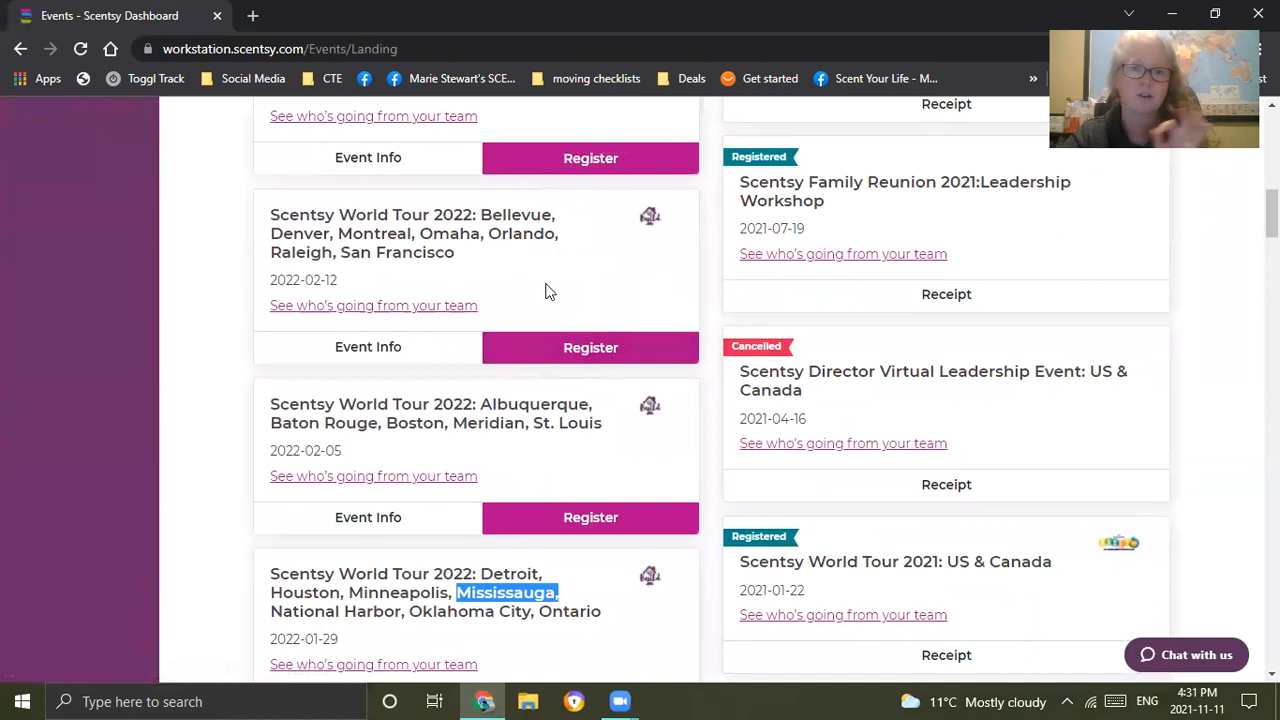 Events - Scentsy Dashboard
workstation.scentsy.com/Events/Landing
Apps
Toggl Track
Social Media
CTE
Marie Stewart's SCE...
moving checklists
Deals
Get started
Scent Your Life - M...
»
See who's going from your team
Event Info
Register
Scentsy World Tour 2022: Bellevue,
Denver, Montreal, Omaha, Orlando,
Raleigh, San Francisco
2022-02-12
See who's going from your team
Event Info
Register
Scentsy World Tour 2022: Albuquerque,
Baton Rouge, Boston, Meridian, St. Louis
2022-02-05
See who's going from your team
Event Info
Register
Scentsy World Tour 2022: Detroit,
Houston, Minneapolis, Mississauga,
National Harbor, Oklahoma City, Ontario
2022-01-29
See who's going from your team
Receipt
Registered
Scentsy Family Reunion 2021:Leadership
Workshop
2021-07-19
See who's going from your team
Receipt
Cancelled
Scentsy Director Virtual Leadership Event: US &
Canada
2021-04-16
See who's going from your team
Receipt
Registered
Scentsy World Tour 2021: US & Canada
2021-01-22
See who's going from your team
Receipt
Chat with us
Type here to search
11°C Mostly cloudy
ENG
4:31 PM
2021-11-11